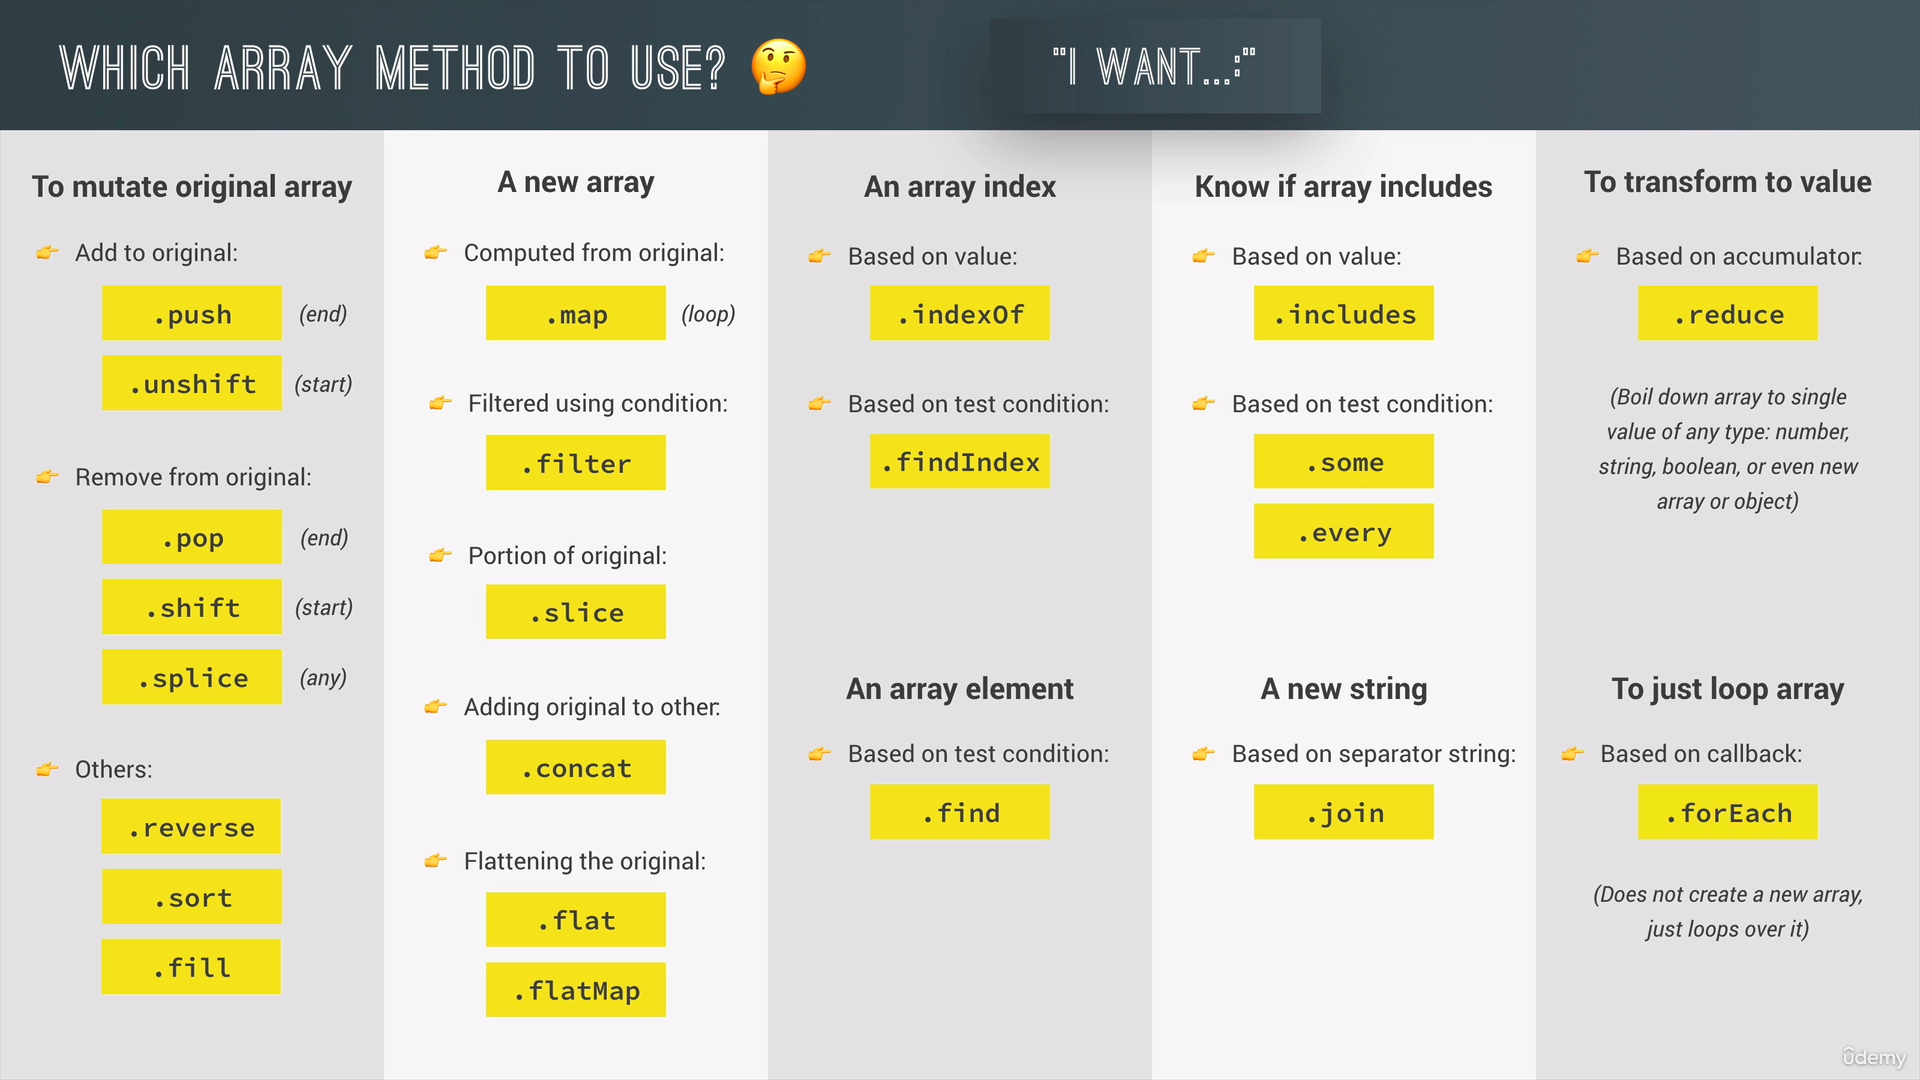 WHICH ARRAY METHOD TO USE? 🤔
"I WANT...:"
To mutate original array
👉 Add to original:
.push (end)
.unshift (start)
👉 Remove from original:
.pop (end)
.shift (start)
.splice (any)
👉 Others:
.reverse
.sort
.fill
A new array
👉 Computed from original:
.map (loop)
👉 Filtered using condition:
.filter
👉 Portion of original:
.slice
👉 Adding original to other:
.concat
👉 Flattening the original:
.flat
.flatMap
An array index
👉 Based on value:
.indexOf
👉 Based on test condition:
.findIndex
An array element
👉 Based on test condition:
.find
Know if array includes
👉 Based on value:
.includes
👉 Based on test condition:
.some
.every
A new string
👉 Based on separator string:
.join
To transform to value
👉 Based on accumulator:
.reduce
(Boil down array to single
value of any type: number,
string, boolean, or even new
array or object)
To just loop array
👉 Based on callback:
.forEach
(Does not create a new array,
just loops over it)
ûdemy